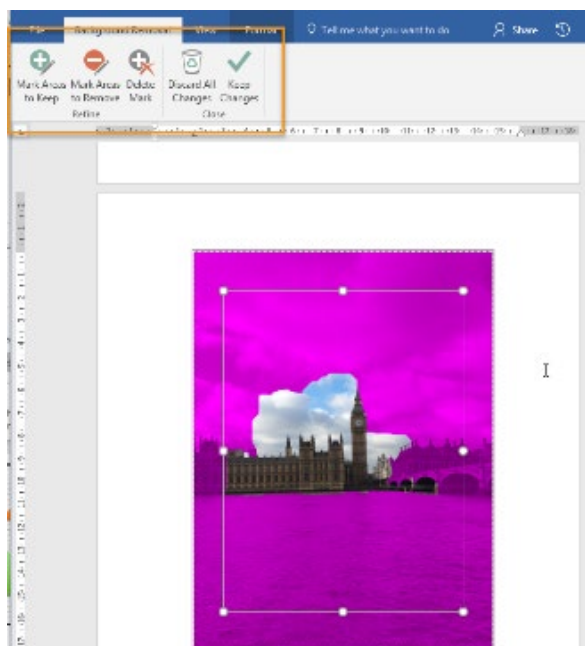 File Background Removal View Format Tell me what you want to do Share
Mark Areas Mark Areas Delete Discard All Keep
to Keep to Remove Mark Changes Changes
Refine Close